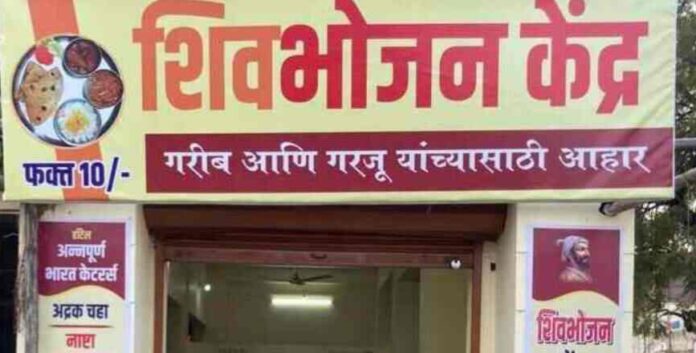 शिवभोजन केंद्र
फक्त 10/-
गरीब आणि गरजू यांच्यासाठी आहार
हॉटेल
अन्नपूर्ण
भारत केटरर्स
अद्रक चहा
नाष्टा
शिवभोजन